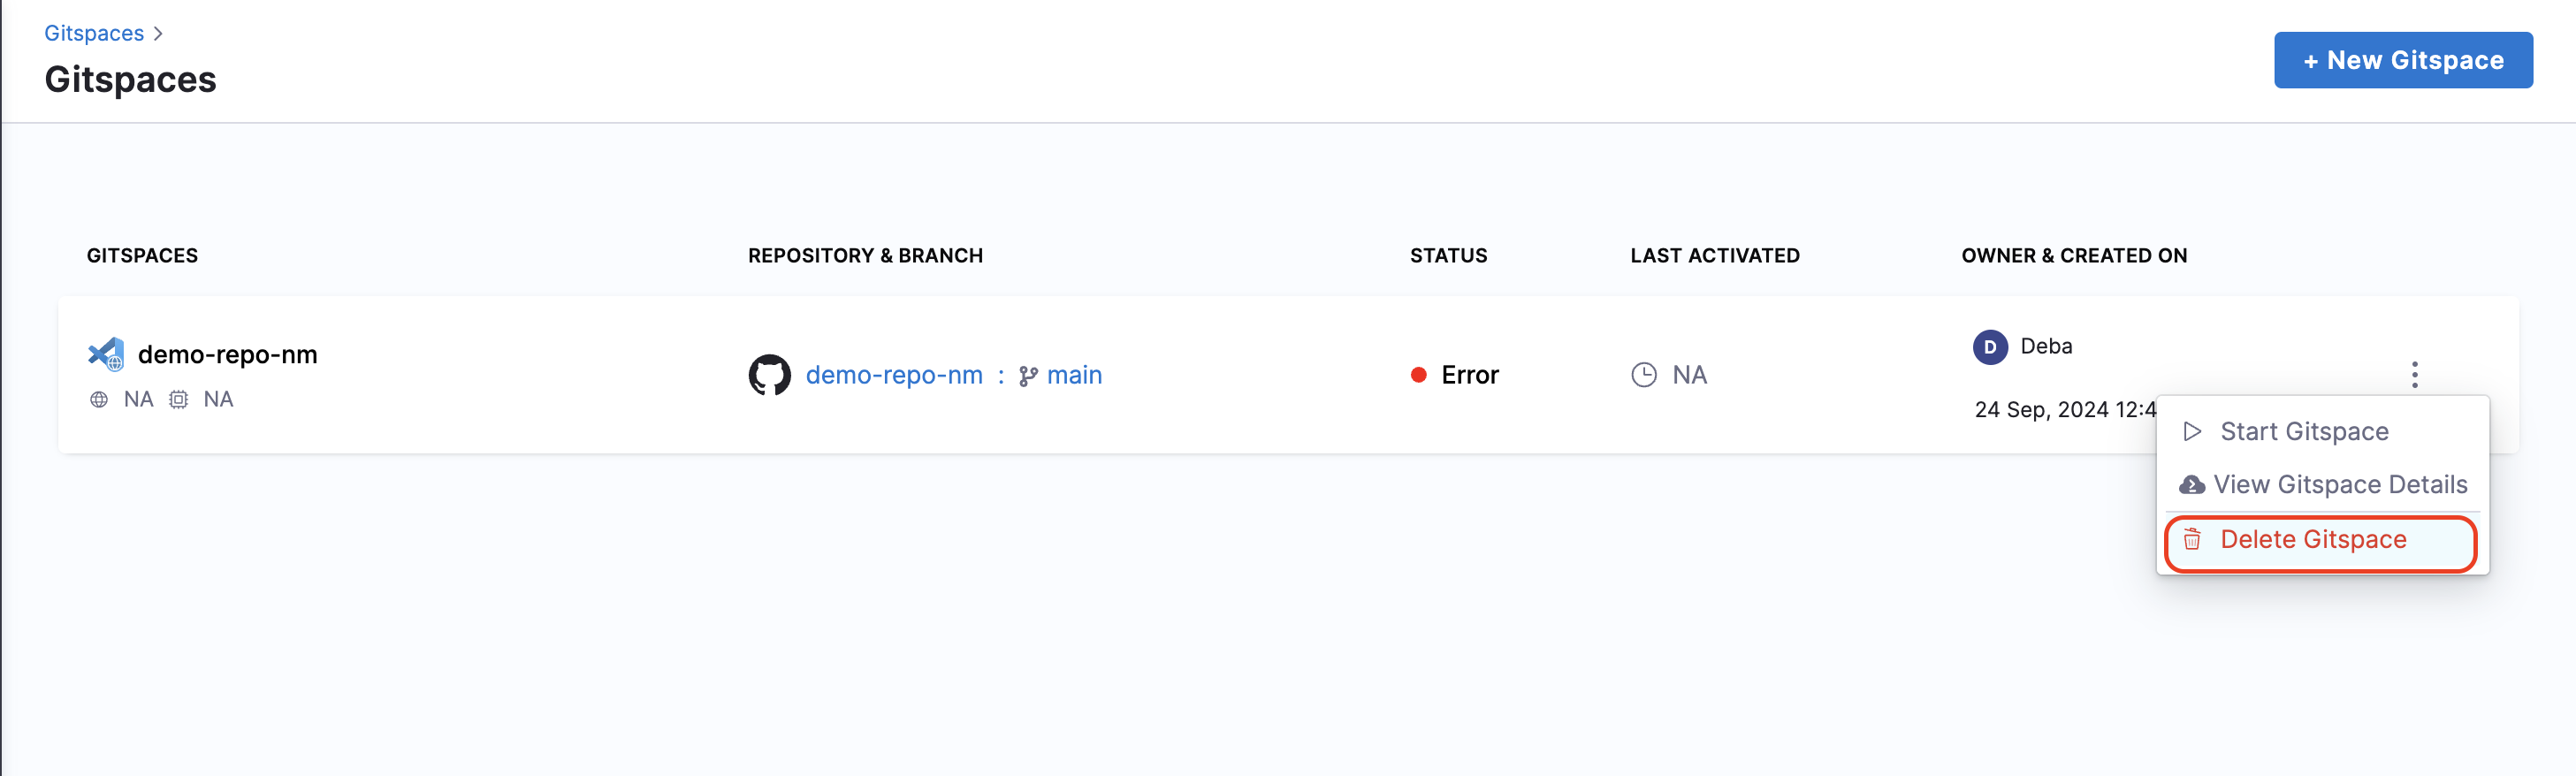 Gitspaces
Gitspaces
+ New Gitspace
GITSPACES
REPOSITORY & BRANCH
STATUS
LAST ACTIVATED
OWNER & CREATED ON
demo-repo-nm
NA NA
demo-repo-nm : main
Error
NA
D Deba
24 Sep, 2024 12:4
Start Gitspace
View Gitspace Details
Delete Gitspace